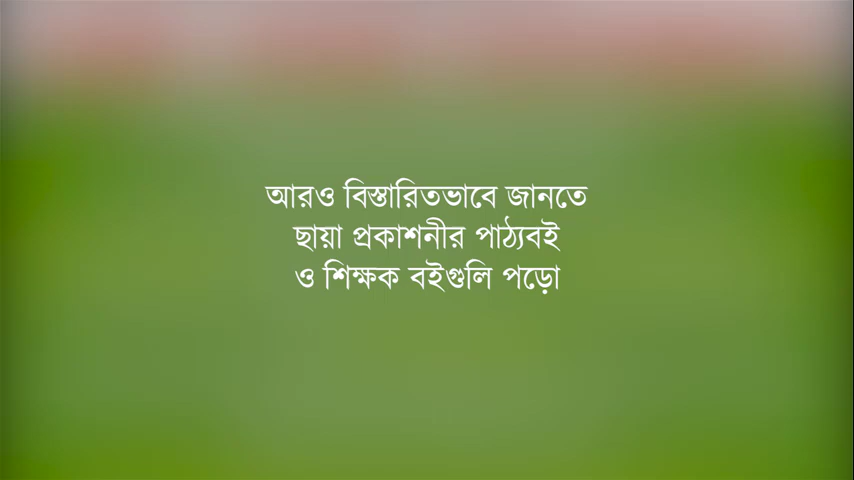 আরও বিস্তারিতভাবে জানতে
ছায়া প্রকাশনীর পাঠ্যবই
ও শিক্ষক বইগুলি পড়ো